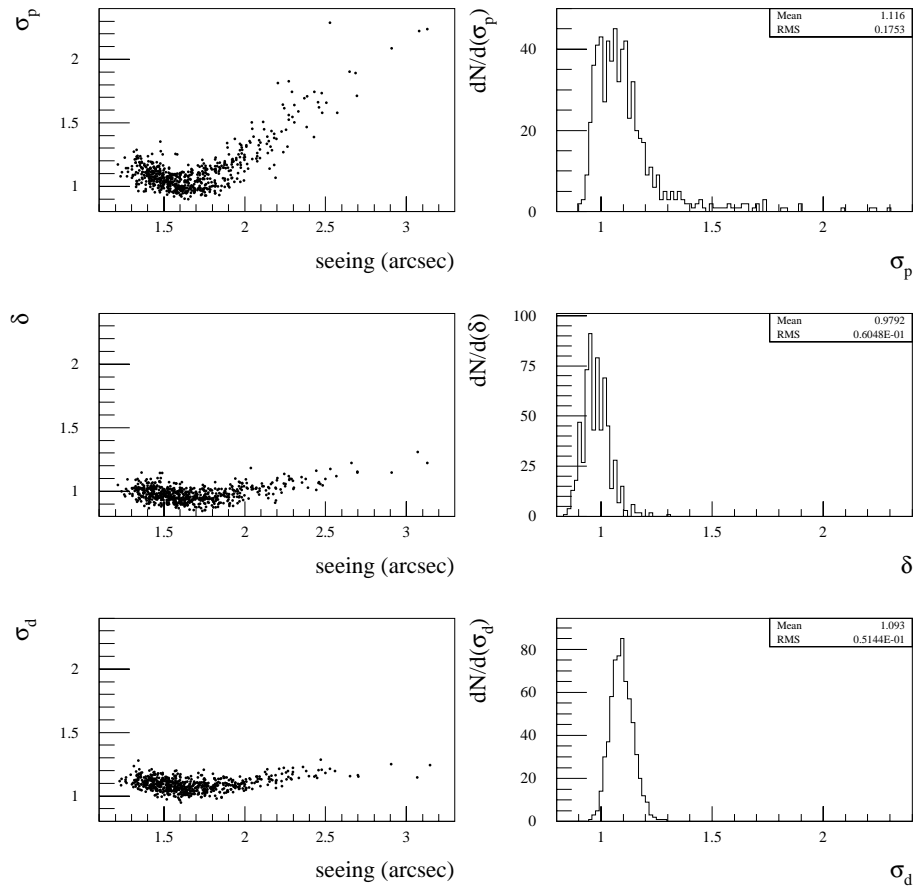 σp
2
1.5
1
1.5 2 2.5 3
seeing (arcsec)
dN/d(σp)
Mean 1.116
RMS 0.1753
40
20
0
1 1.5 2
σp
δ
2
1.5
1
1.5 2 2.5 3
seeing (arcsec)
dN/d(δ)
Mean 0.9792
RMS 0.6048E-01
100
75
50
25
0
1 1.5 2
δ
σd
2
1.5
1
1.5 2 2.5 3
seeing (arcsec)
dN/d(σd)
Mean 1.093
RMS 0.5144E-01
80
60
40
20
0
1 1.5 2
σd